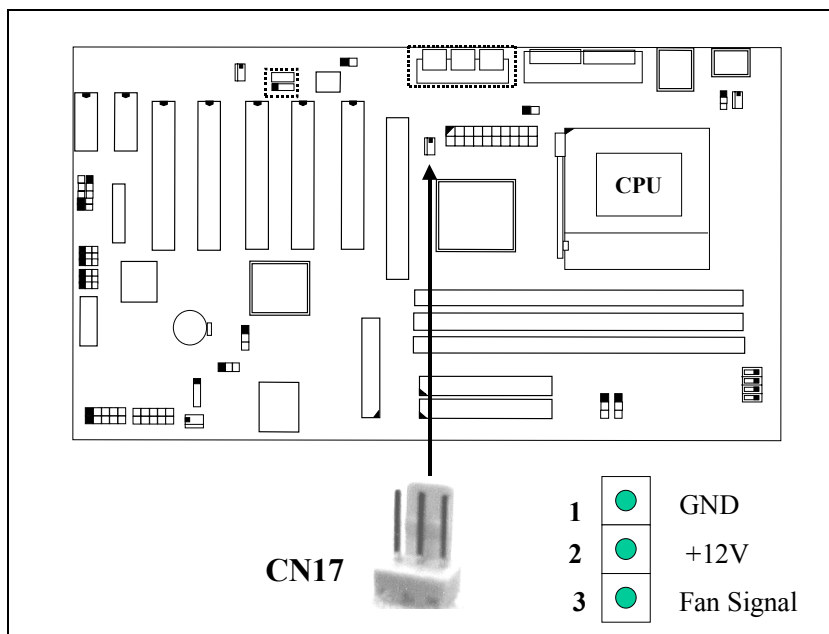 CPU
CN17
1 GND
2 +12V
3 Fan Signal